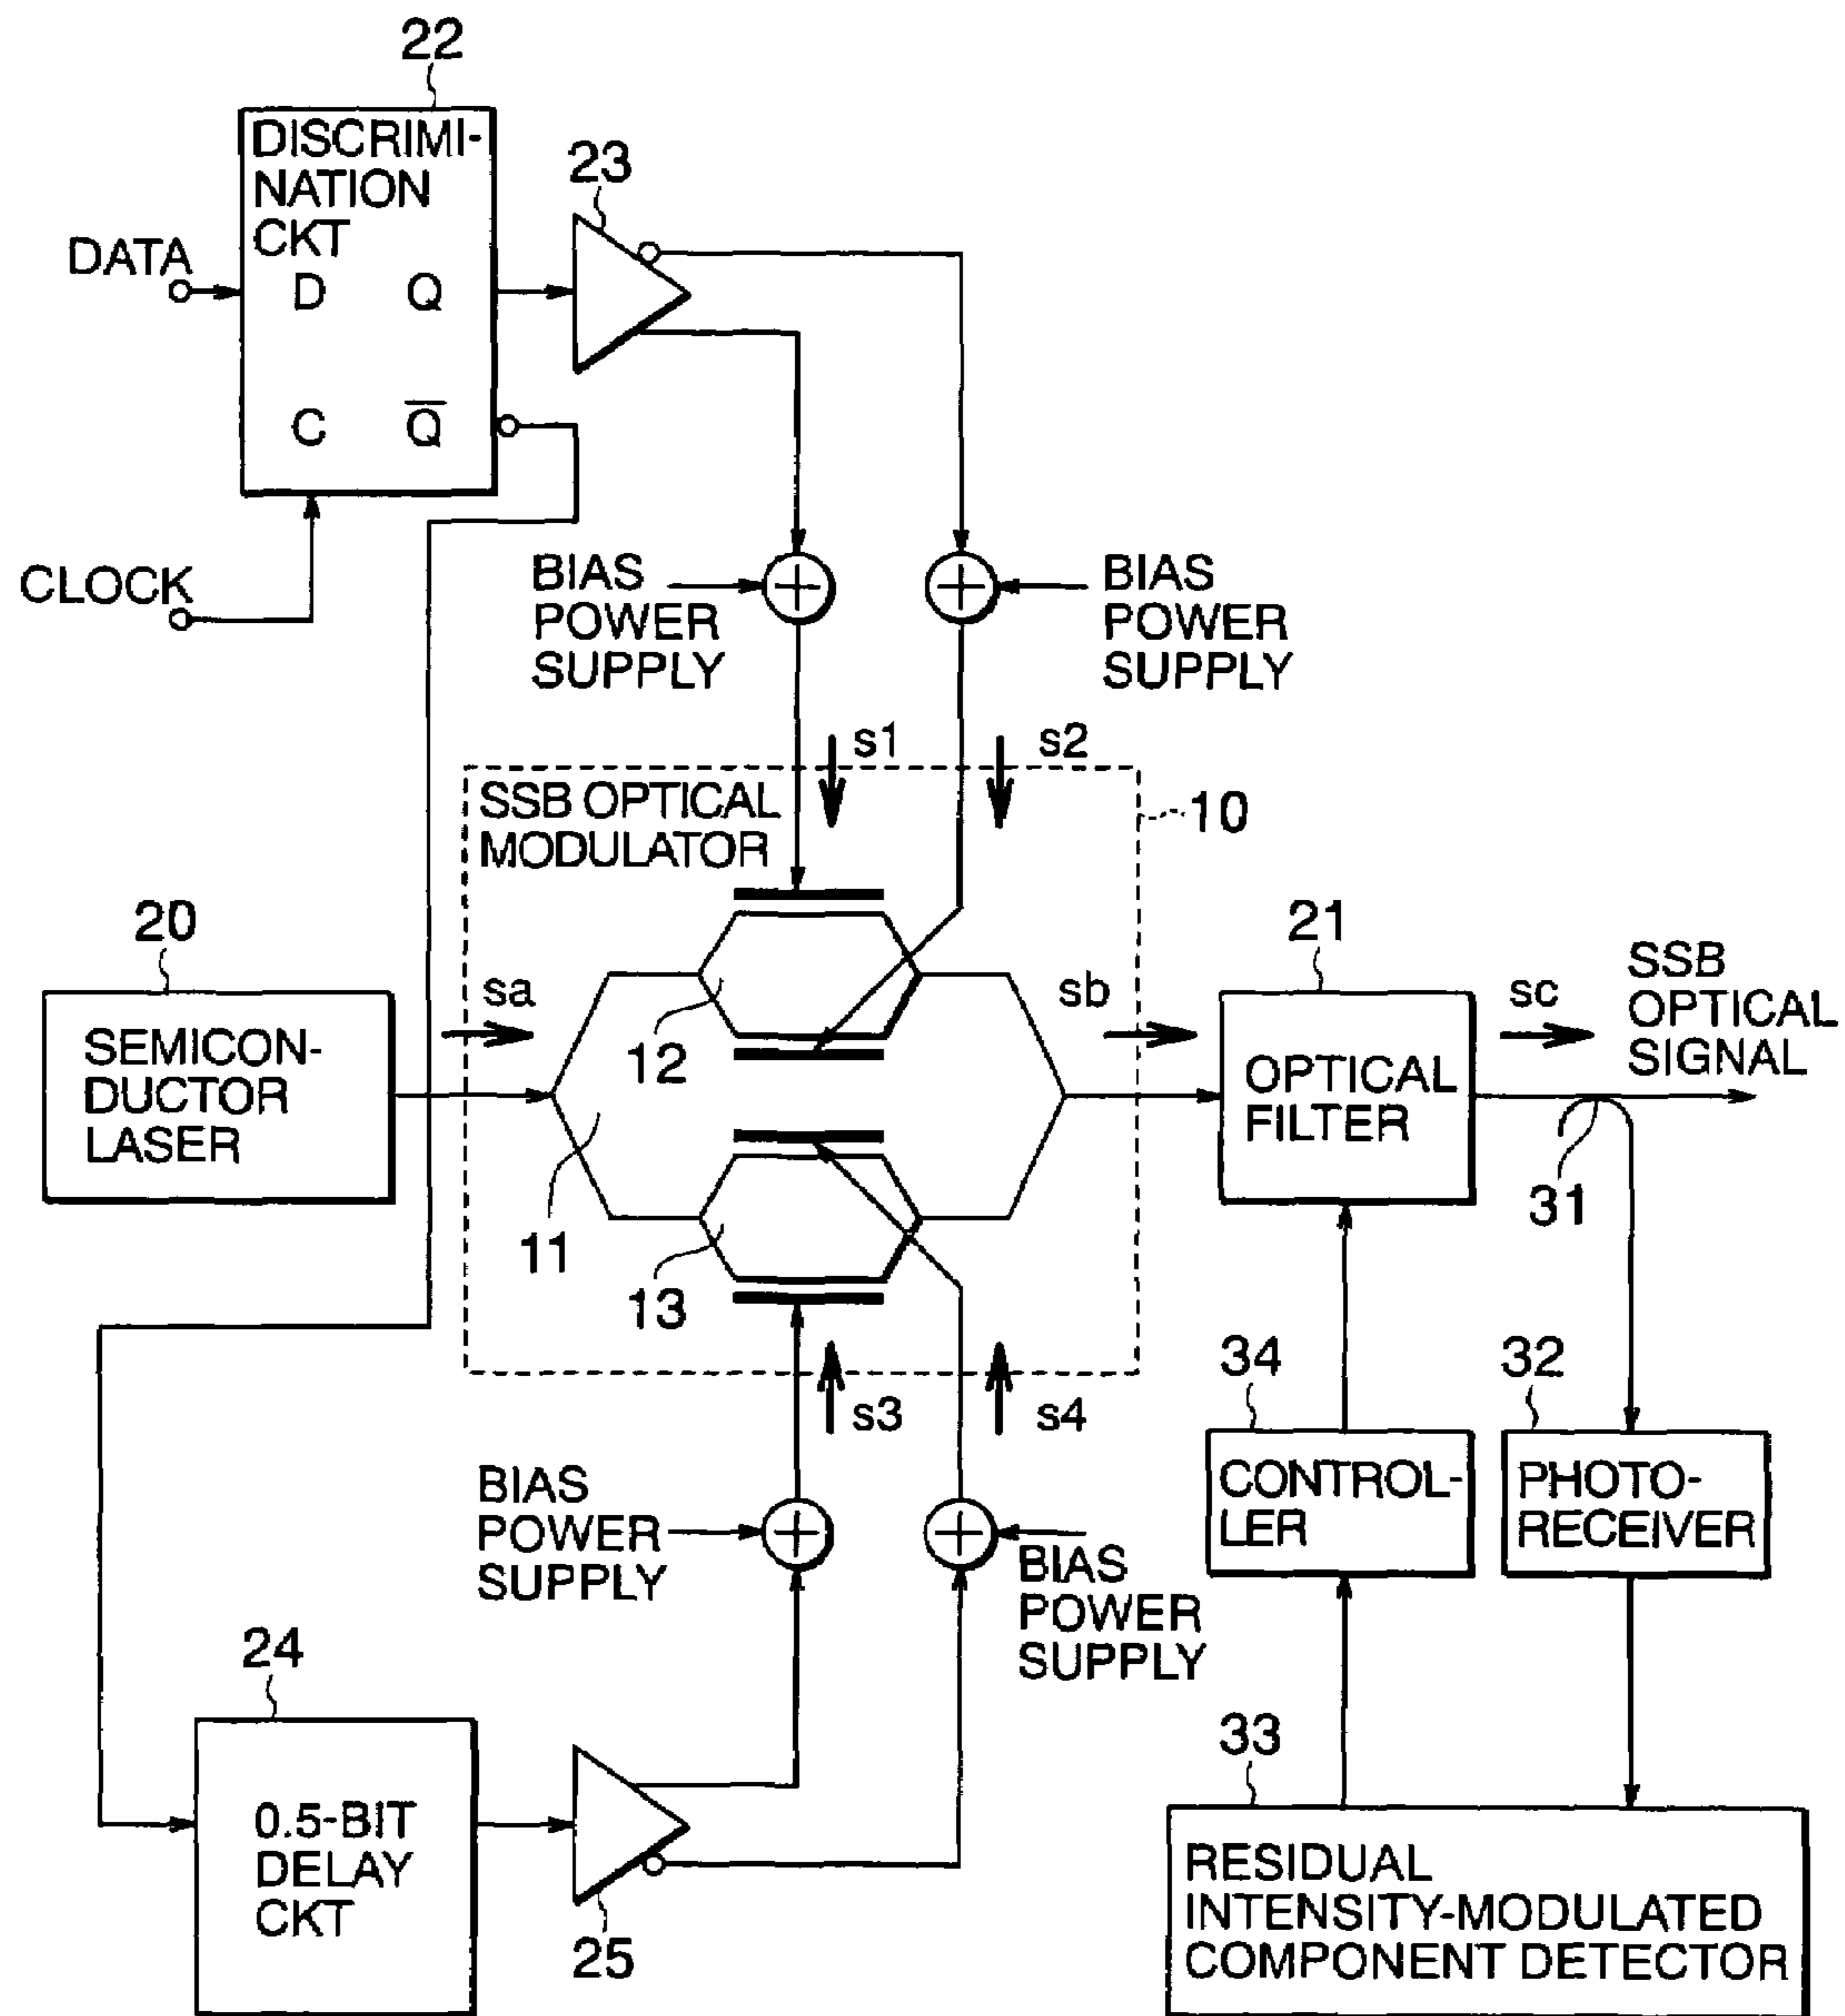 22
DISCRIMI-
NATION
CKT
D Q
C Q̅
23
DATA
CLOCK
BIAS
POWER
SUPPLY
BIAS
POWER
SUPPLY
s1
s2
SSB OPTICAL
MODULATOR
10
20
SEMICON-
DUCTOR
LASER
sa
12
11
13
sb
21
OPTICAL
FILTER
sc
SSB
OPTICAL
SIGNAL
31
s3
s4
BIAS
POWER
SUPPLY
BIAS
POWER
SUPPLY
34
CONTROL-
LER
32
PHOTO-
RECEIVER
24
0.5-BIT
DELAY
CKT
25
33
RESIDUAL
INTENSITY-MODULATED
COMPONENT DETECTOR